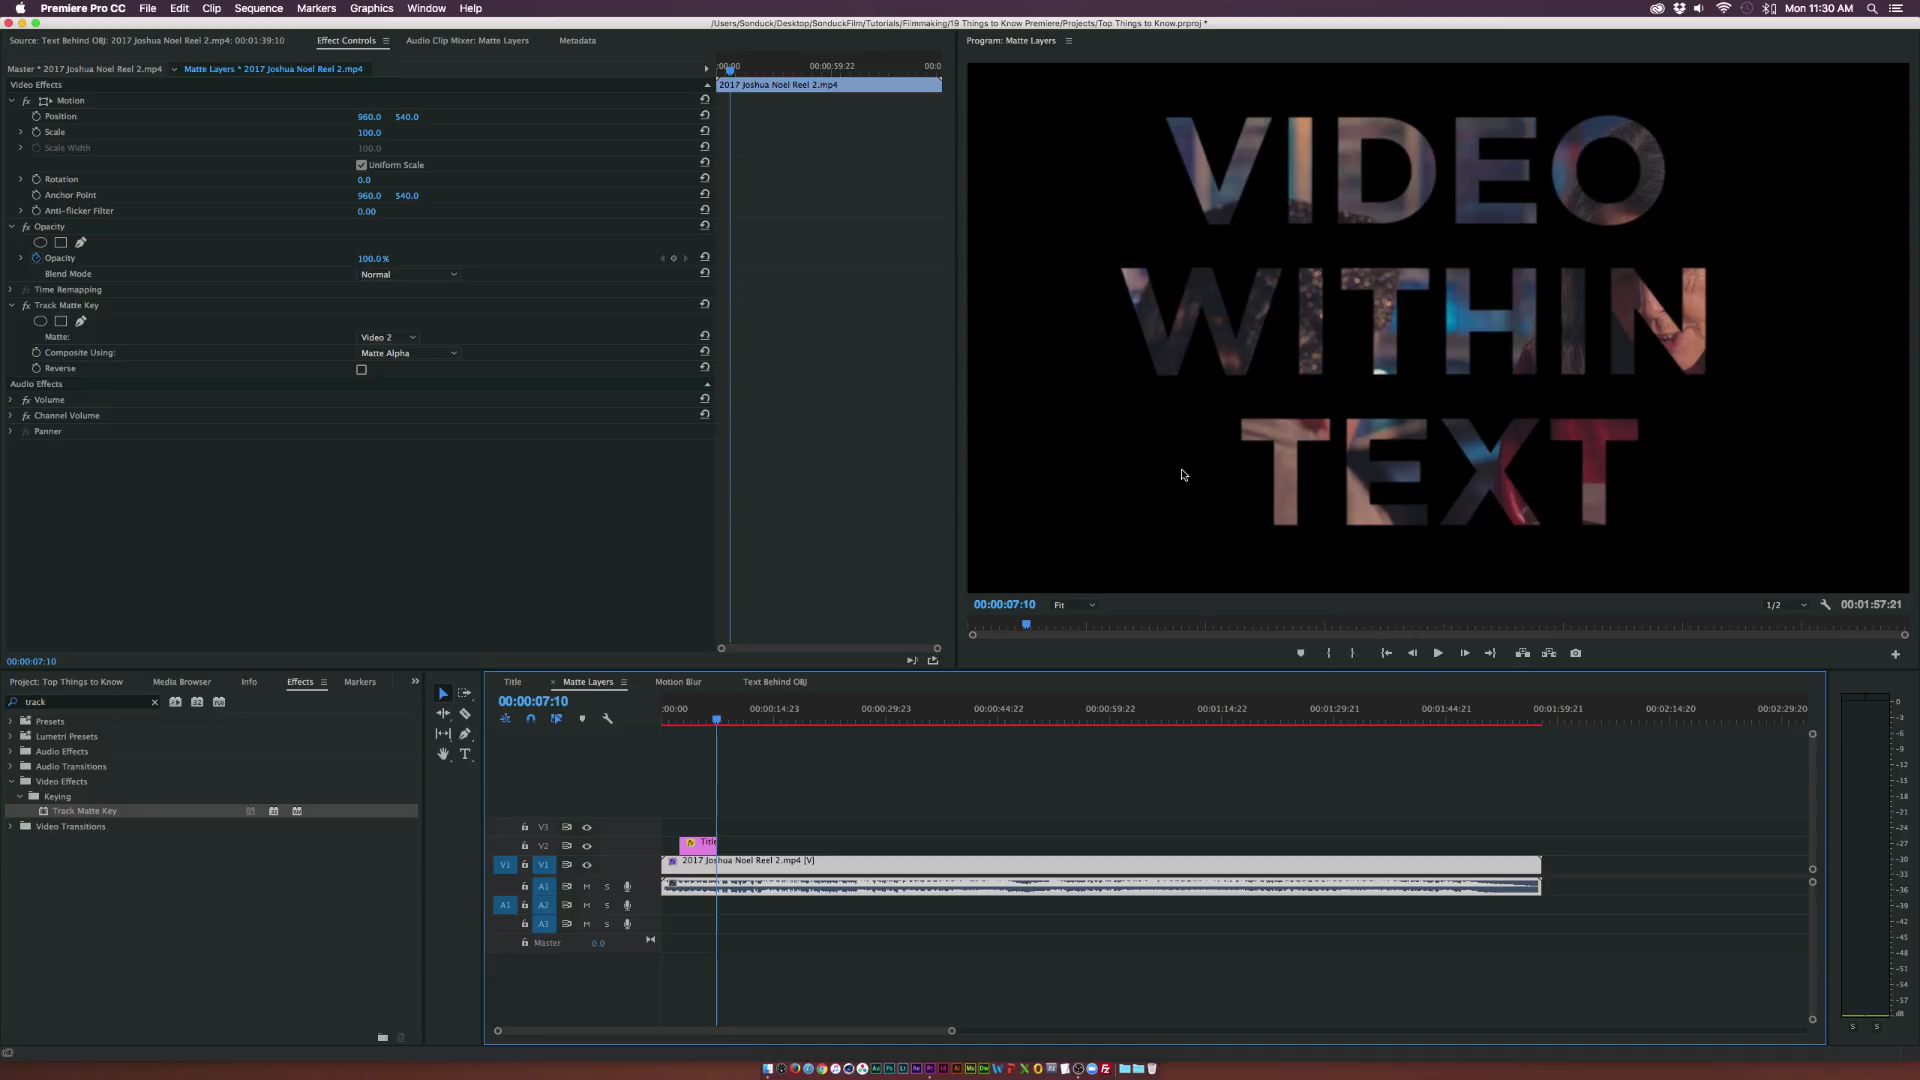 Premiere Pro CC File Edit Clip Sequence Markers Graphics Window Help Mon 11:30 AM
/Users/Sonduck/Desktop/SonduckFilm/Tutorials/Filmmaking/19 Things to Know Premiere/Projects/Top Things to Know.prproj *
Source: Text Behind OBJ: 2017 Joshua Noel Reel 2.mp4: 00:01:39:10 Effect Controls Audio Clip Mixer: Matte Layers Metadata
Program: Matte Layers
Master * 2017 Joshua Noel Reel 2.mp4 Matte Layers * 2017 Joshua Noel Reel 2.mp4
:00:00 00:00:59:22 00:0
Video Effects
2017 Joshua Noel Reel 2.mp4
fx Motion
Position 960.0 540.0
Scale 100.0
Scale Width 100.0
Uniform Scale
Rotation 0.0
Anchor Point 960.0 540.0
Anti-flicker Filter 0.00
fx Opacity
Opacity 100.0 %
Blend Mode Normal
fx Time Remapping
fx Track Matte Key
Matte: Video 2
Composite Using: Matte Alpha
Reverse
Audio Effects
fx Volume
fx Channel Volume
fx Panner
00:00:07:10
VIDEO
WITHIN
TEXT
00:00:07:10 Fit 1/2 00:01:57:21
Project: Top Things to Know Media Browser Info Effects Markers
track
Presets
Lumetri Presets
Audio Effects
Audio Transitions
Video Effects
Keying
Track Matte Key
Video Transitions
Title Matte Layers Motion Blur Text Behind OBJ
00:00:07:10
:00:00 00:00:14:23 00:00:29:23 00:00:44:22 00:00:59:22 00:01:14:22 00:01:29:21 00:01:44:21 00:01:59:21 00:02:14:20 00:02:29:20
V3
V2 fx Title
V1 V1 2017 Joshua Noel Reel 2.mp4 [V]
A1 M S
A1 A2 M S
A3 M S
Master 0.0
0
-3
-6
-9
-12
-15
-18
-21
-24
-27
-30
-33
-36
-39
-42
-45
-48
-51
-54
-57
dB
S S